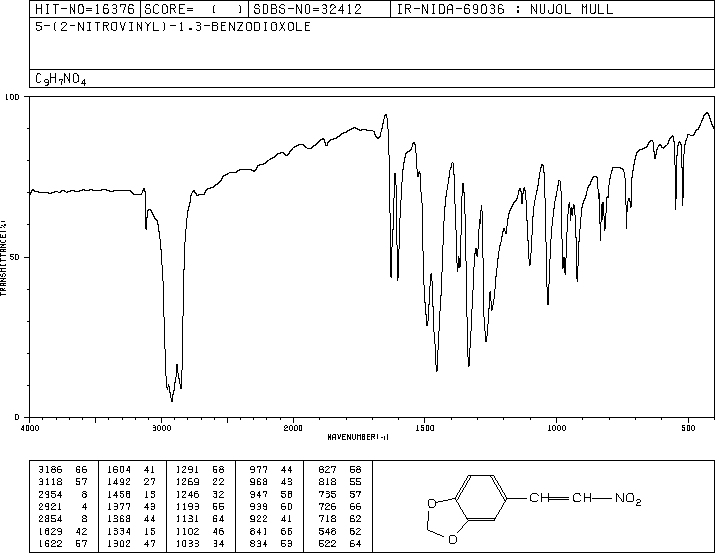 HIT-NO=16376 SCORE= ( ) SDBS-NO=32412 IR-NIDA-69036 : NUJOL MULL
5-(2-NITROVINYL)-1,3-BENZODIOXOLE
C9H7NO4
100
50
0
TRANSMITTANCE(%)
4000 3000 2000 1500 1000 500
WAVENUMBER(-1)
3186 66 1604 41 1291 68 977 44 827 58
3118 57 1492 27 1269 22 968 43 818 55
2954 8 1458 15 1246 32 947 58 735 57
2921 4 1377 43 1193 55 939 60 726 66
2854 8 1368 44 1131 64 922 41 718 62
1629 42 1334 15 1102 46 841 66 548 62
1622 57 1302 47 1033 34 834 53 522 64
O
O
CH=CH-NO2